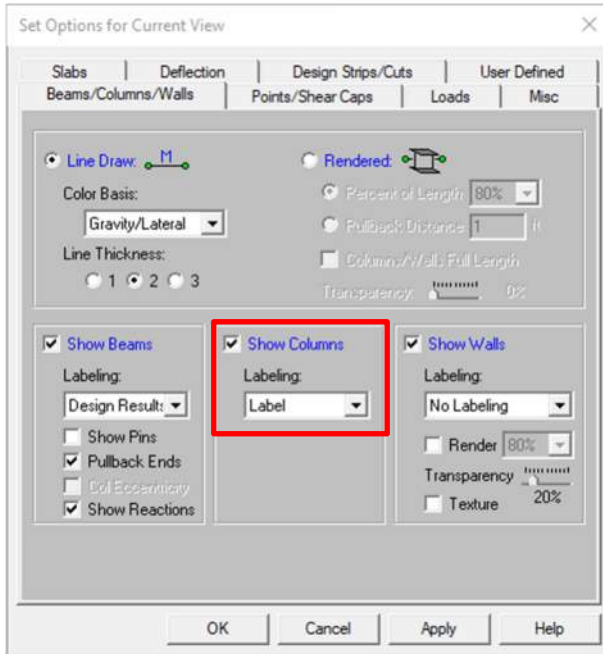 Set Options for Current View
Slabs Deflection Design Strips/Cuts User Defined
Beams/Columns/Walls Points/Shear Caps Loads Misc
Line Draw: M Rendered:
Color Basis:
Gravity/Lateral
Line Thickness:
1 2 3
Percent of Length 80%
Pullback Distance 1 ft
Columns/Walls Full Length
Transparency: 0%
Show Beams
Labeling:
Design Results
Show Pins
Pullback Ends
Col Eccentricity
Show Reactions
Show Columns
Labeling:
Label
Show Walls
Labeling:
No Labeling
Render 80%
Transparency
20%
Texture
OK Cancel Apply Help